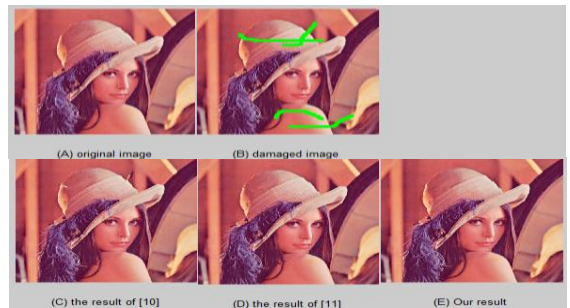 (A) original image
(B) damaged image
(C) the result of [10]
(D) the result of [11]
(E) Our result